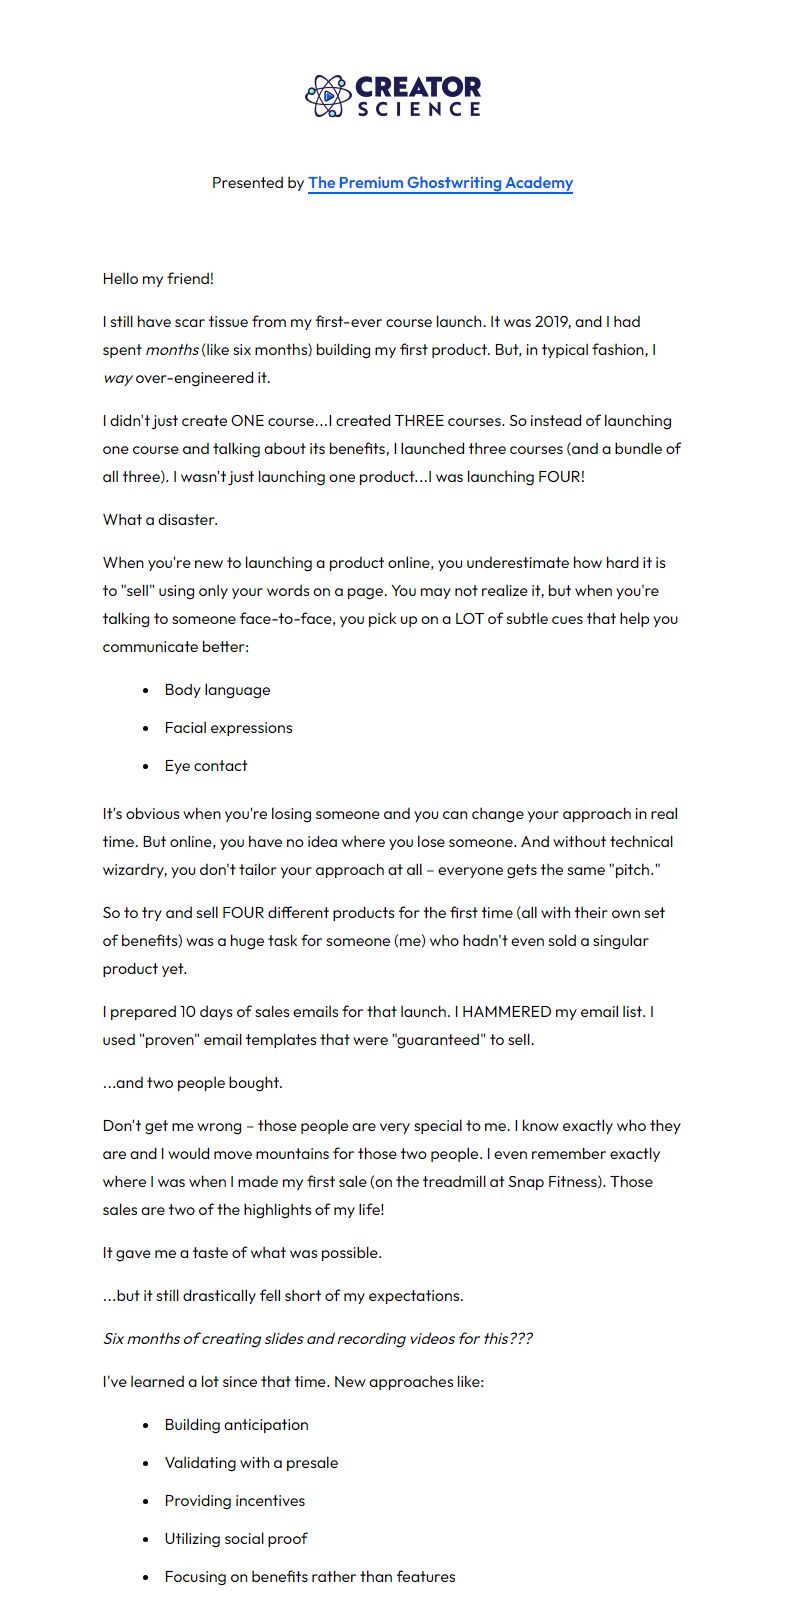 CREATOR
SCIENCE
Presented by The Premium Ghostwriting Academy
Hello my friend!
I still have scar tissue from my first-ever course launch. It was 2019, and I had
spent months (like six months) building my first product. But, in typical fashion, I
way over-engineered it.
I didn't just create ONE course...I created THREE courses. So instead of launching
one course and talking about its benefits, I launched three courses (and a bundle of
all three). I wasn't just launching one product...I was launching FOUR!
What a disaster.
When you're new to launching a product online, you underestimate how hard it is
to "sell" using only your words on a page. You may not realize it, but when you're
talking to someone face-to-face, you pick up on a LOT of subtle cues that help you
communicate better:
• Body language
• Facial expressions
• Eye contact
It's obvious when you're losing someone and you can change your approach in real
time. But online, you have no idea where you lose someone. And without technical
wizardry, you don't tailor your approach at all – everyone gets the same "pitch."
So to try and sell FOUR different products for the first time (all with their own set
of benefits) was a huge task for someone (me) who hadn't even sold a singular
product yet.
I prepared 10 days of sales emails for that launch. I HAMMERED my email list. I
used "proven" email templates that were "guaranteed" to sell.
...and two people bought.
Don't get me wrong – those people are very special to me. I know exactly who they
are and I would move mountains for those two people. I even remember exactly
where I was when I made my first sale (on the treadmill at Snap Fitness). Those
sales are two of the highlights of my life!
It gave me a taste of what was possible.
...but it still drastically fell short of my expectations.
Six months of creating slides and recording videos for this???
I've learned a lot since that time. New approaches like:
• Building anticipation
• Validating with a presale
• Providing incentives
• Utilizing social proof
• Focusing on benefits rather than features